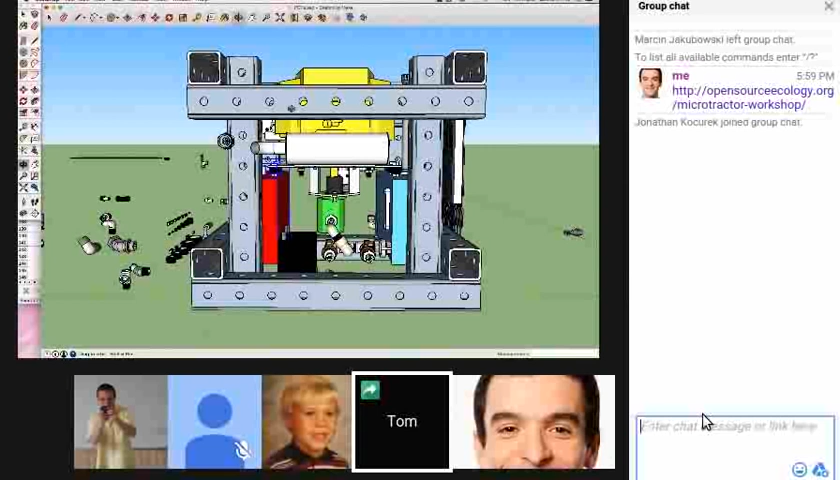 Group chat
Marcin Jakubowski left group chat.
To list all available commands enter "/?"
me 5:59 PM
http://opensourceecology.org
/microtractor-workshop/
Jonathan Kocurek joined group chat.
Tom
Enter chat message or link here